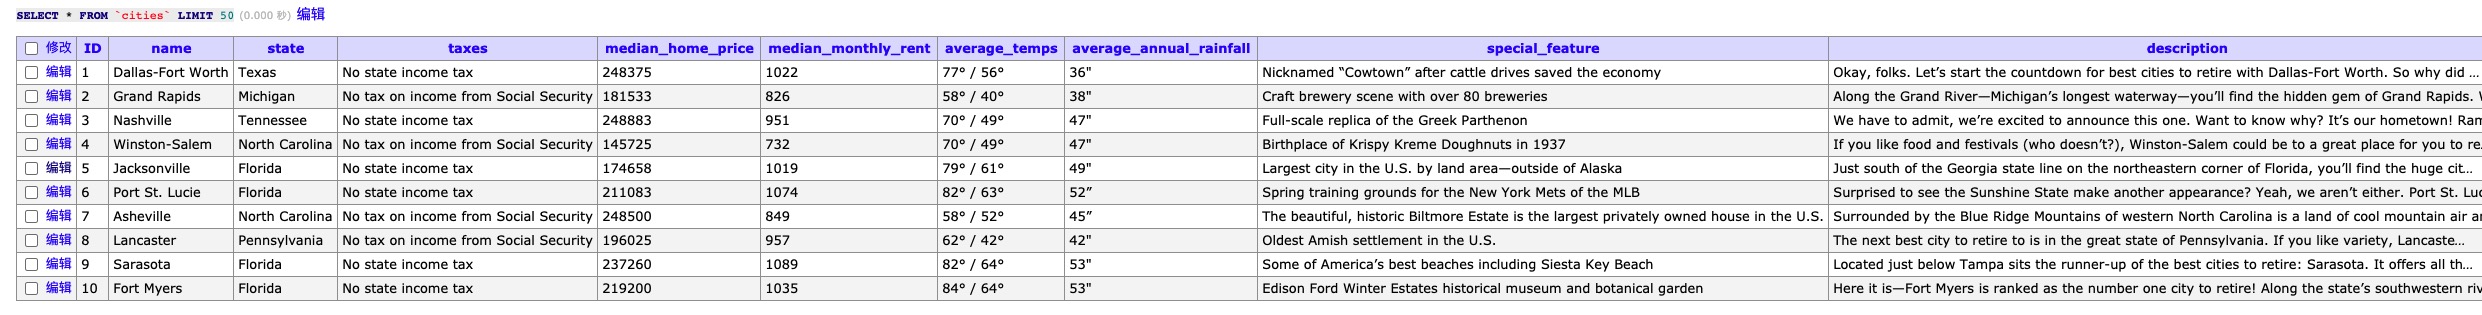 SELECT * FROM `cities` LIMIT 50 (0.000 秒) 编辑
修改 ID name state taxes median_home_price median_monthly_rent average_temps average_annual_rainfall special_feature description
编辑 1 Dallas-Fort Worth Texas No state income tax 248375 1022 77° / 56° 36" Nicknamed “Cowtown” after cattle drives saved the economy Okay, folks. Let’s start the countdown for best cities to retire with Dallas-Fort Worth. So why did ...
编辑 2 Grand Rapids Michigan No tax on income from Social Security 181533 826 58° / 40° 38" Craft brewery scene with over 80 breweries Along the Grand River—Michigan’s longest waterway—you’ll find the hidden gem of Grand Rapids.
编辑 3 Nashville Tennessee No state income tax 248883 951 70° / 49° 47" Full-scale replica of the Greek Parthenon We have to admit, we’re excited to announce this one. Want to know why? It’s our hometown! Ram
编辑 4 Winston-Salem North Carolina No tax on income from Social Security 145725 732 70° / 49° 47" Birthplace of Krispy Kreme Doughnuts in 1937 If you like food and festivals (who doesn’t?), Winston-Salem could be to a great place for you to re
编辑 5 Jacksonville Florida No state income tax 174658 1019 79° / 61° 49" Largest city in the U.S. by land area—outside of Alaska Just south of the Georgia state line on the northeastern corner of Florida, you’ll find the huge cit...
编辑 6 Port St. Lucie Florida No state income tax 211083 1074 82° / 63° 52” Spring training grounds for the New York Mets of the MLB Surprised to see the Sunshine State make another appearance? Yeah, we aren’t either. Port St. Luc
编辑 7 Asheville North Carolina No tax on income from Social Security 248500 849 58° / 52° 45” The beautiful, historic Biltmore Estate is the largest privately owned house in the U.S. Surrounded by the Blue Ridge Mountains of western North Carolina is a land of cool mountain air an
编辑 8 Lancaster Pennsylvania No tax on income from Social Security 196025 957 62° / 42° 42" Oldest Amish settlement in the U.S. The next best city to retire to is in the great state of Pennsylvania. If you like variety, Lancaste...
编辑 9 Sarasota Florida No state income tax 237260 1089 82° / 64° 53" Some of America’s best beaches including Siesta Key Beach Located just below Tampa sits the runner-up of the best cities to retire: Sarasota. It offers all th...
编辑 10 Fort Myers Florida No state income tax 219200 1035 84° / 64° 53" Edison Ford Winter Estates historical museum and botanical garden Here it is—Fort Myers is ranked as the number one city to retire! Along the state’s southwestern riv